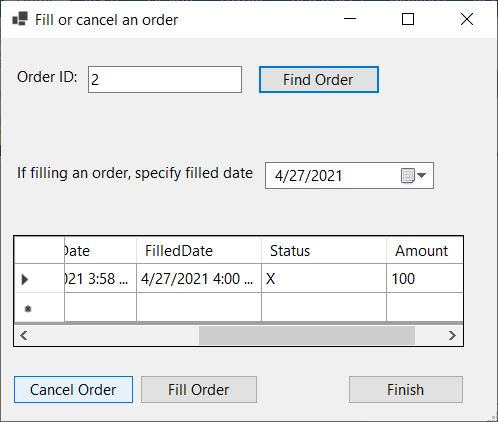 Fill or cancel an order
Order ID: 2 Find Order
If filling an order, specify filled date 4/27/2021
Date FilledDate Status Amount
021 3:58 ... 4/27/2021 4:00 ... X 100
Cancel Order Fill Order Finish